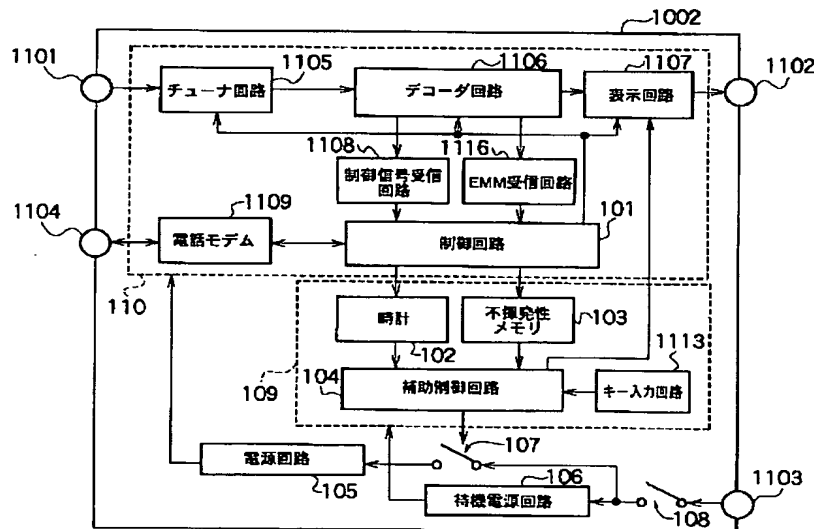 1002
1101
1105
1106
1107
1102
チューナ回路
デコーダ回路
表示回路
1108
1116
制御信号受信
回路
EMM受信回路
1104
1109
101
電話モデム
制御回路
110
時計
不揮発性
メモリ
102
103
1113
104
109
補助制御回路
キー入力回路
107
電源回路
105
106
待機電源回路
108
1103